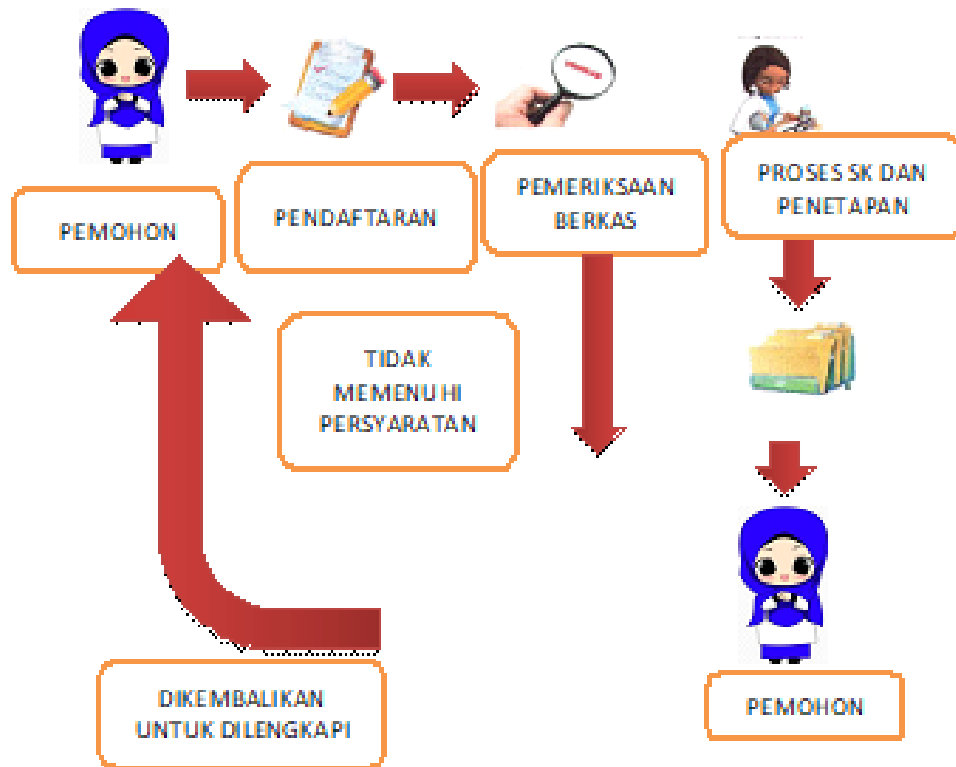 PEMOHON
PENDAFTARAN
PEMERIKSAAN
BERKAS
PROSES SK DAN
PENETAPAN
TIDAK
MEMENUHI
PERSYARATAN
DIKEMBALIKAN
UNTUK DILENGKAPI
PEMOHON